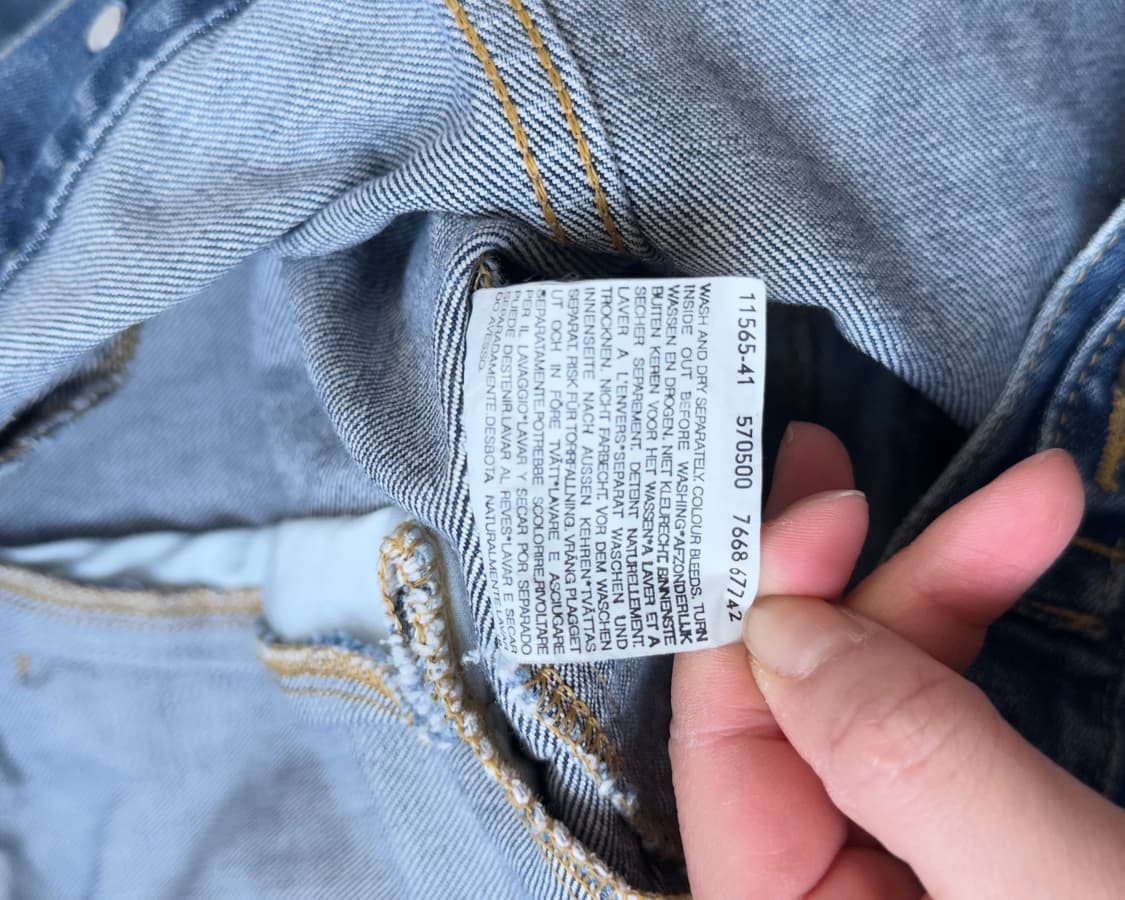 11565-41 570500 7668 67742
WASH AND DRY SEPARATELY. COLOUR BLEEDS. TURN
INSIDE OUT BEFORE WASHING*AFZONDERLIJK
WASSEN EN DROGEN. NIET KLEURECHT. BINNENSTE
BUITEN KEREN VOOR HET WASSEN*A LAVER ET A
SECHER SEPAREMENT. DETEINT NATURELLEMENT.
LAVER A L'ENVERS*SEPARAT WASCHEN UND
TROCKNEN. NICHT FARBECHT. VOR DEM WASCHEN
INNENSEITE NACH AUSSEN KEHREN*TVÄTTAS
SEPARAT RISK FÖR TORRFÄLLNING. VRÄNG PLAGGET
UT OCH IN FÖRE TVÄTT*LAVARE E ASCIUGARE
SEPARATAMENTE.POTREBBE SCOLORIRE.RIVOLTARE
PER IL LAVAGGIO*LAVAR Y SECAR POR SEPARADO
PUEDE DESTEÑIR.LAVAR AL REVES*LAVAR E SECAR
SEPARADAMENTE.DESBOTA NATURALMENTE.LAVAR
DO AVESSO.